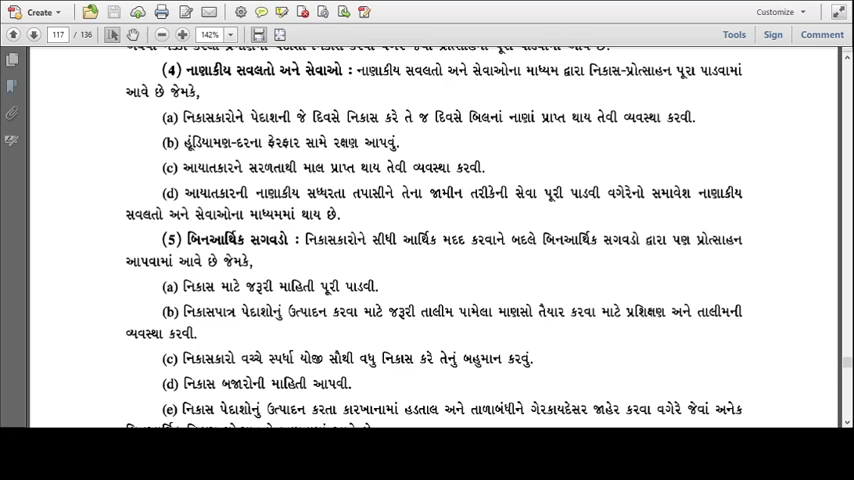 Create
Customize
117 / 136
142%
Tools Sign Comment
(4) નાણાકીય સવલતો અને સેવાઓ : નાણાકીય સવલતો અને સેવાઓના માધ્યમ દ્વારા નિકાસ-પ્રોત્સાહન પૂરા પાડવામાં
આવે છે જેમકે,
(a) નિકાસકારોને પેદાશની જે દિવસે નિકાસ કરે તે જ દિવસે બિલનાં નાણાં પ્રાપ્ત થાય તેવી વ્યવસ્થા કરવી.
(b) હૂંડિયામણ-દરના ફેરફાર સામે રક્ષણ આપવું.
(c) આયાતકારને સરળતાથી માલ પ્રાપ્ત થાય તેવી વ્યવસ્થા કરવી.
(d) આયાતકારની નાણાકીય સધ્ધરતા તપાસીને તેના જામીન તરીકેની સેવા પૂરી પાડવી વગેરેનો સમાવેશ નાણાકીય
સવલતો અને સેવાઓના માધ્યમમાં થાય છે.
(5) બિનઆર્થિક સગવડો : નિકાસકારોને સીધી આર્થિક મદદ કરવાને બદલે બિનઆર્થિક સગવડો દ્વારા પણ પ્રોત્સાહન
આપવામાં આવે છે જેમકે,
(a) નિકાસ માટે જરૂરી માહિતી પૂરી પાડવી.
(b) નિકાસપાત્ર પેદાશોનું ઉત્પાદન કરવા માટે જરૂરી તાલીમ પામેલા માણસો તૈયાર કરવા માટે પ્રશિક્ષણ અને તાલીમની
વ્યવસ્થા કરવી.
(c) નિકાસકારો વચ્ચે સ્પર્ધા યોજી સૌથી વધુ નિકાસ કરે તેનું બહુમાન કરવું.
(d) નિકાસ બજારોની માહિતી આપવી.
(e) નિકાસ પેદાશોનું ઉત્પાદન કરતા કારખાનામાં હડતાલ અને તાળાબંધીને ગેરકાયદેસર જાહેર કરવા વગેરે જેવાં અનેક